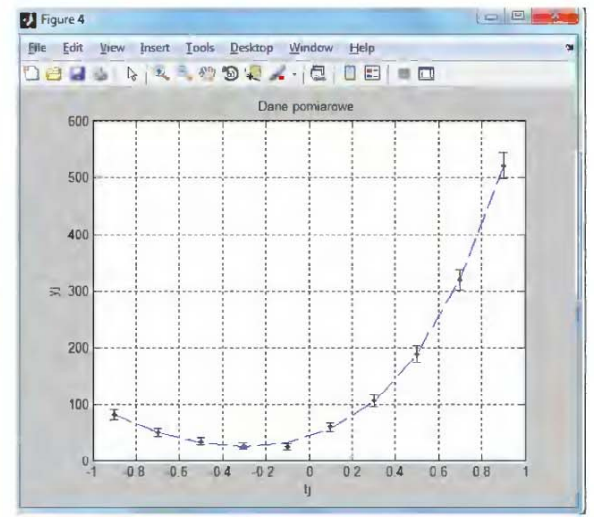 Figure 4
File Edit View Insert Tools Desktop Window Help
Dane pomiarowe
600
500
400
300
200
100
0
yj
-1 -0.8 -0.6 -0.4 -0.2 0 0.2 0.4 0.6 0.8 1
tj